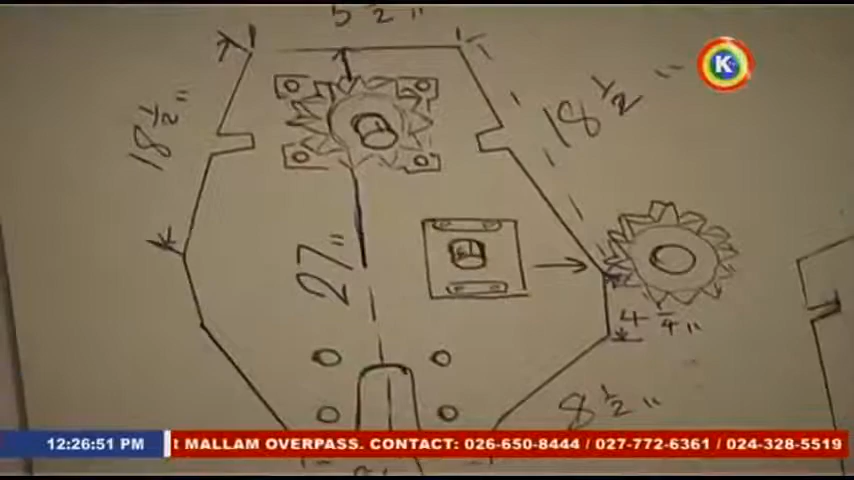 5 1/2"
K
18 1/2"
18 1/2"
27"
4 1/4"
8 1/2"
12:26:51 PM
T MALLAM OVERPASS. CONTACT: 026-650-8444 / 027-772-6361 / 024-328-5519